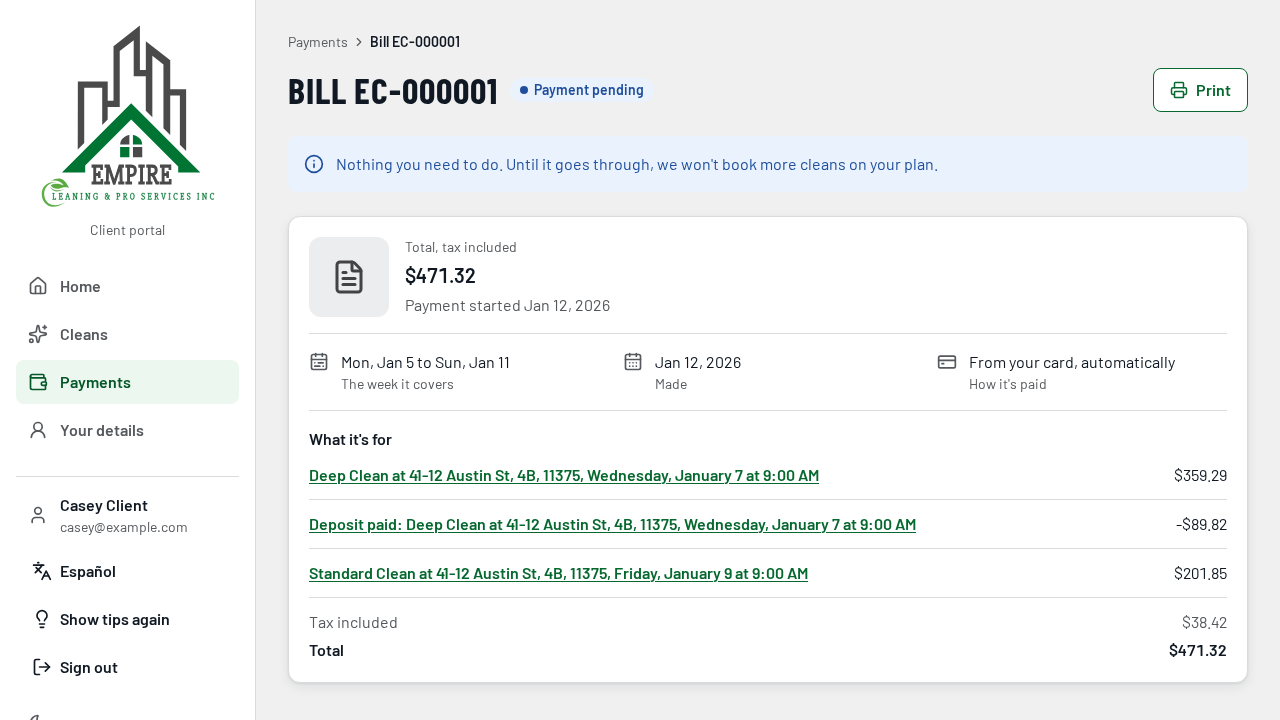 EMPIRE
LEANING & PRO SERVICES INC
Client portal
Home
Cleans
Payments
Your details
Casey Client
casey@example.com
Español
Show tips again
Sign out
Payments > Bill EC-000001
BILL EC-000001
Payment pending
Print
Nothing you need to do. Until it goes through, we won't book more cleans on your plan.
Total, tax included
$471.32
Payment started Jan 12, 2026
Mon, Jan 5 to Sun, Jan 11
The week it covers
Jan 12, 2026
Made
From your card, automatically
How it's paid
What it's for
Deep Clean at 41-12 Austin St, 4B, 11375, Wednesday, January 7 at 9:00 AM $359.29
Deposit paid: Deep Clean at 41-12 Austin St, 4B, 11375, Wednesday, January 7 at 9:00 AM -$89.82
Standard Clean at 41-12 Austin St, 4B, 11375, Friday, January 9 at 9:00 AM $201.85
Tax included $38.42
Total $471.32